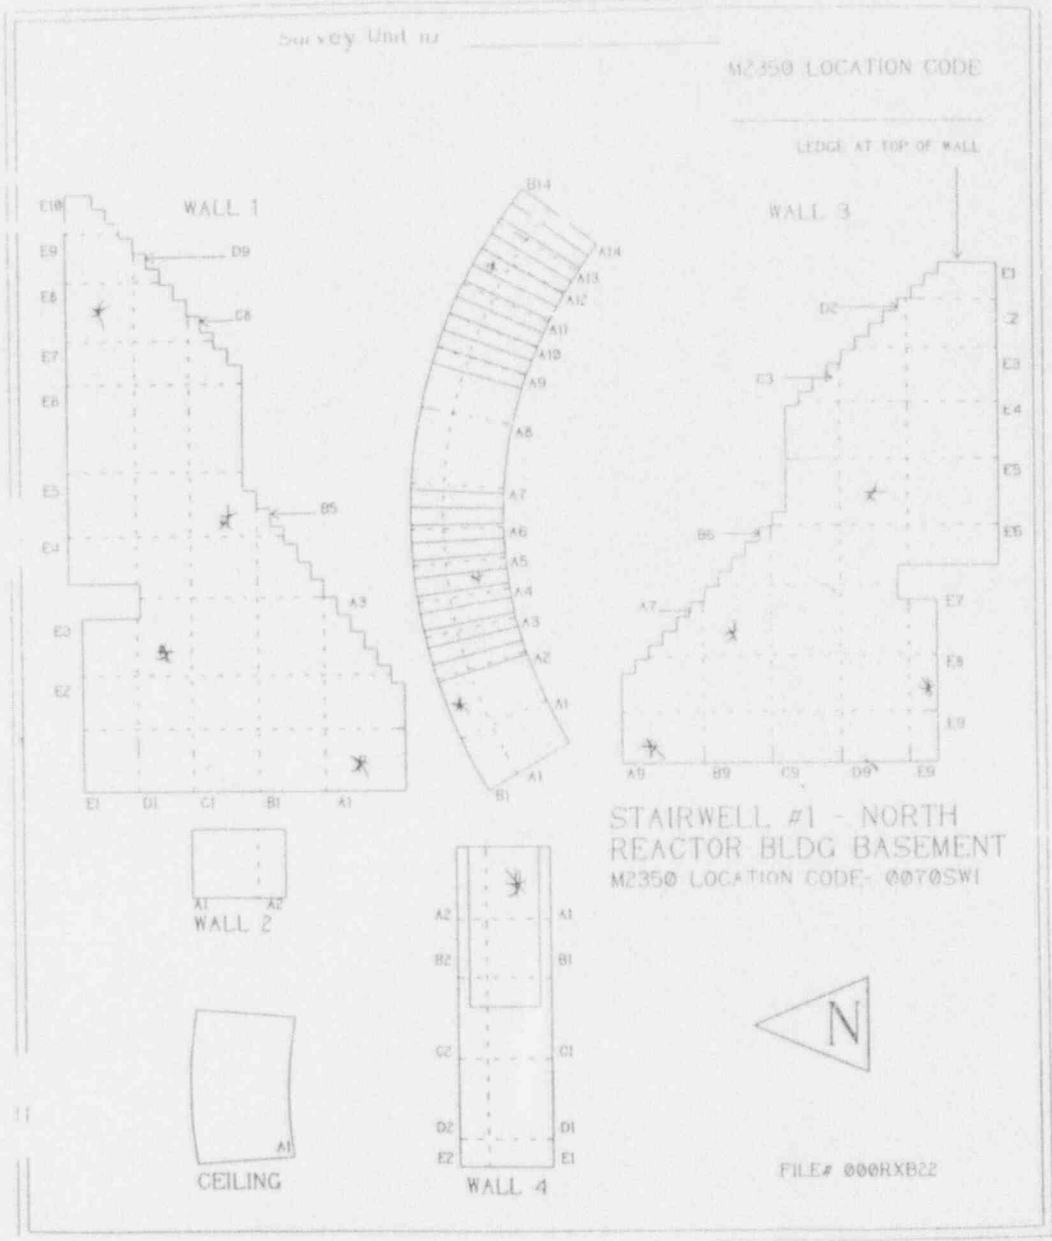 Survey Unit
M2350 LOCATION CODE
LEDGE AT TOP OF WALL
WALL 1
E10
E9
E8
E7
E6
E5
E4
E3
E2
D9
C8
B5
A3
E1 D1 C1 B1 A1
B14
A14
A13
A12
A11
A10
A9
A8
A7
A6
A5
A4
A3
A2
A1
A1
B1
WALL 3
E1
E2
E3
E4
E5
E6
E7
E8
E9
D2
C3
B6
A7
A9 B9 C9 D9 E9
STAIRWELL #1 - NORTH
REACTOR BLDG BASEMENT
M2350 LOCATION CODE- 0070SW1
A1 A2
WALL 2
A2 A1
B2 B1
C2 C1
D2 D1
E2 E1
WALL 4
A1
CEILING
N
FILE# 000RXB22